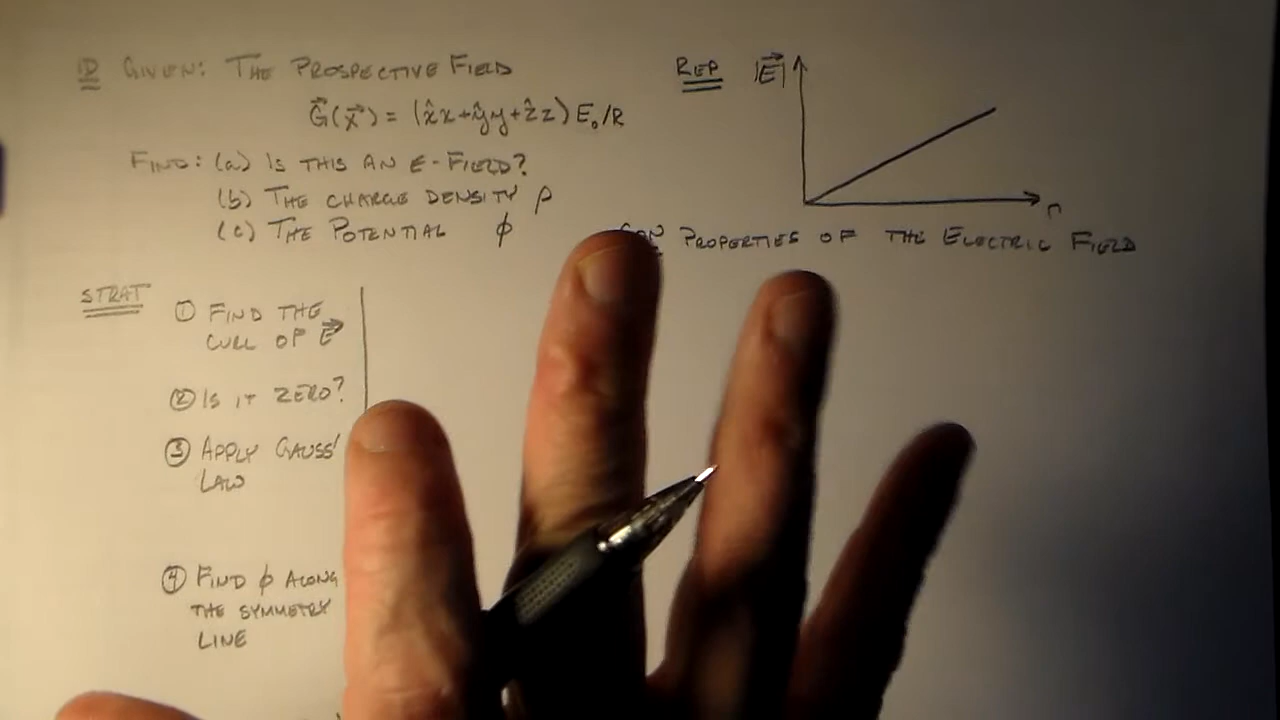 ID GIVEN: THE PROSPECTIVE FIELD
G⃗(x⃗) = (x̂x+ŷy+ẑz) E₀/R
FIND: (a) IS THIS AN E-FIELD?
(b) THE CHARGE DENSITY ρ
(c) THE POTENTIAL ϕ
REP |E⃗|
r
CON PROPERTIES OF THE ELECTRIC FIELD
STRAT ① FIND THE
CURL OF E⃗
② IS IT ZERO?
③ APPLY GAUSS'
LAW
④ FIND ϕ ALONG
THE SYMMETRY
LINE